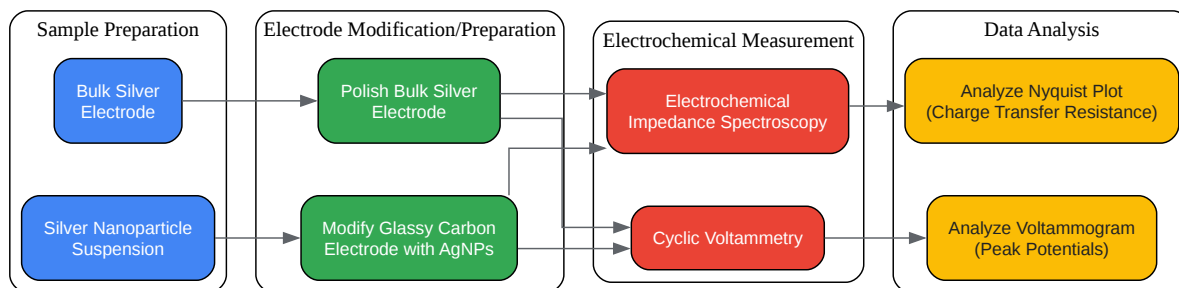 Sample Preparation
Bulk Silver
Electrode
Silver Nanoparticle
Suspension
Electrode Modification/Preparation
Polish Bulk Silver
Electrode
Modify Glassy Carbon
Electrode with AgNPs
Electrochemical Measurement
Electrochemical
Impedance Spectroscopy
Cyclic Voltammetry
Data Analysis
Analyze Nyquist Plot
(Charge Transfer Resistance)
Analyze Voltammogram
(Peak Potentials)